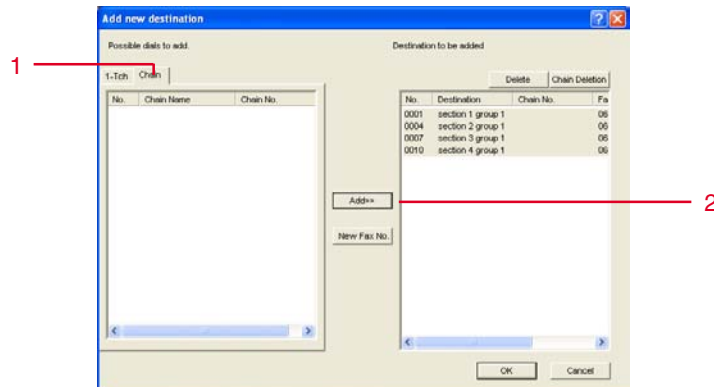 Add new destination
Possible dials to add.
Destination to be added
1
1-Tch Chain
Delete Chain Deletion
No. Chain Name Chain No.
No. Destination Chain No. Fa
0001 section 1 group 1 06
0004 section 2 group 1 06
0007 section 3 group 1 06
0010 section 4 group 1 06
Add»»
2
New Fax No.
OK Cancel